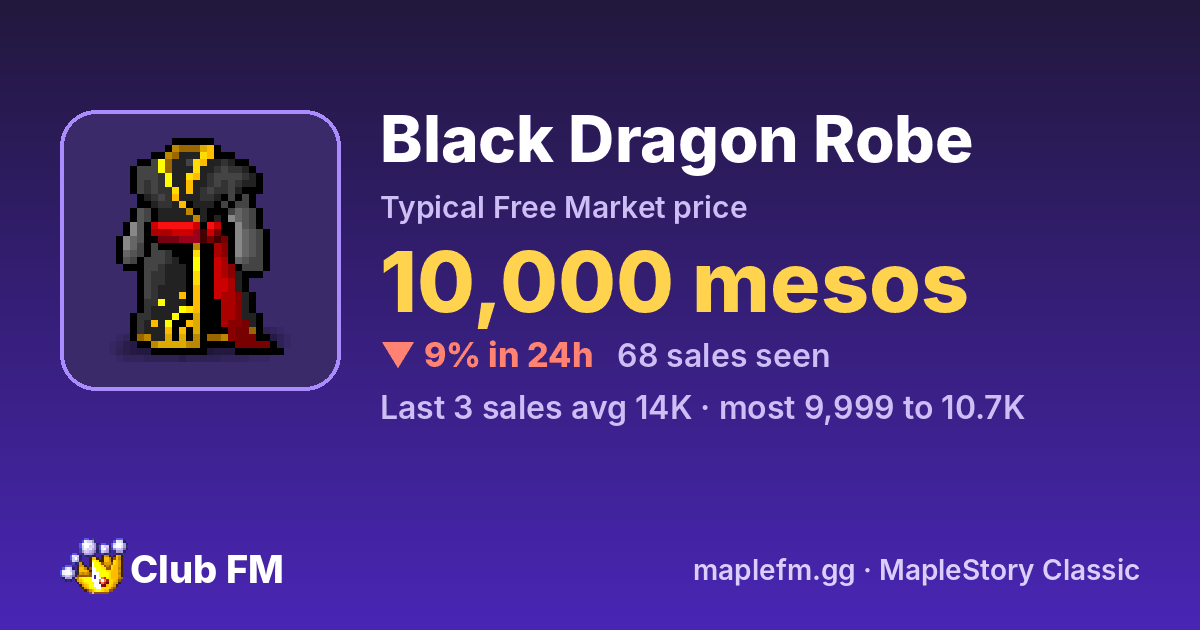 Black Dragon Robe
Typical Free Market price
10,000 mesos
▼ 9% in 24h 68 sales seen
Last 3 sales avg 14K · most 9,999 to 10.7K
Club FM
maplefm.gg · MapleStory Classic